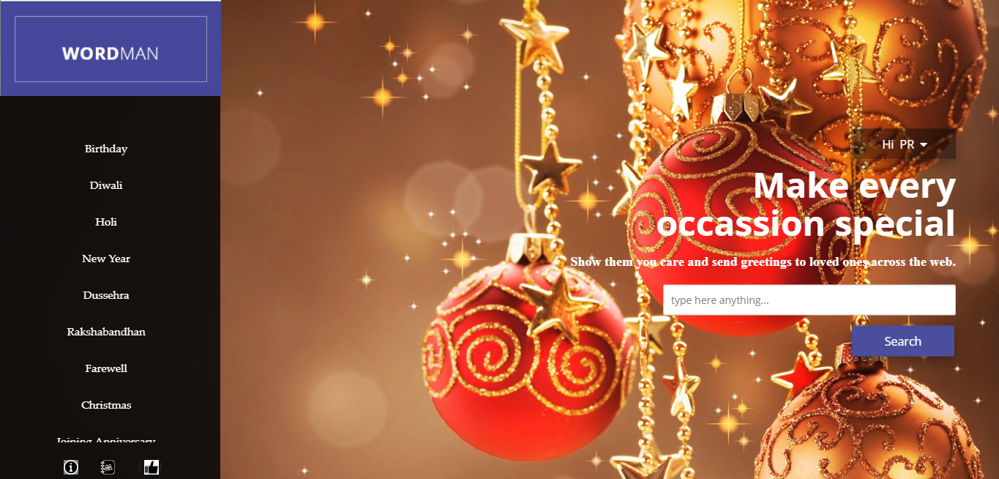 WORDMAN
Birthday
Diwali
Holi
New Year
Dussehra
Rakshabandhan
Farewell
Christmas
Joining Anniversary
Hi PR
Make every
occassion special
Show them you care and send greetings to loved ones across the web.
type here anything...
Search